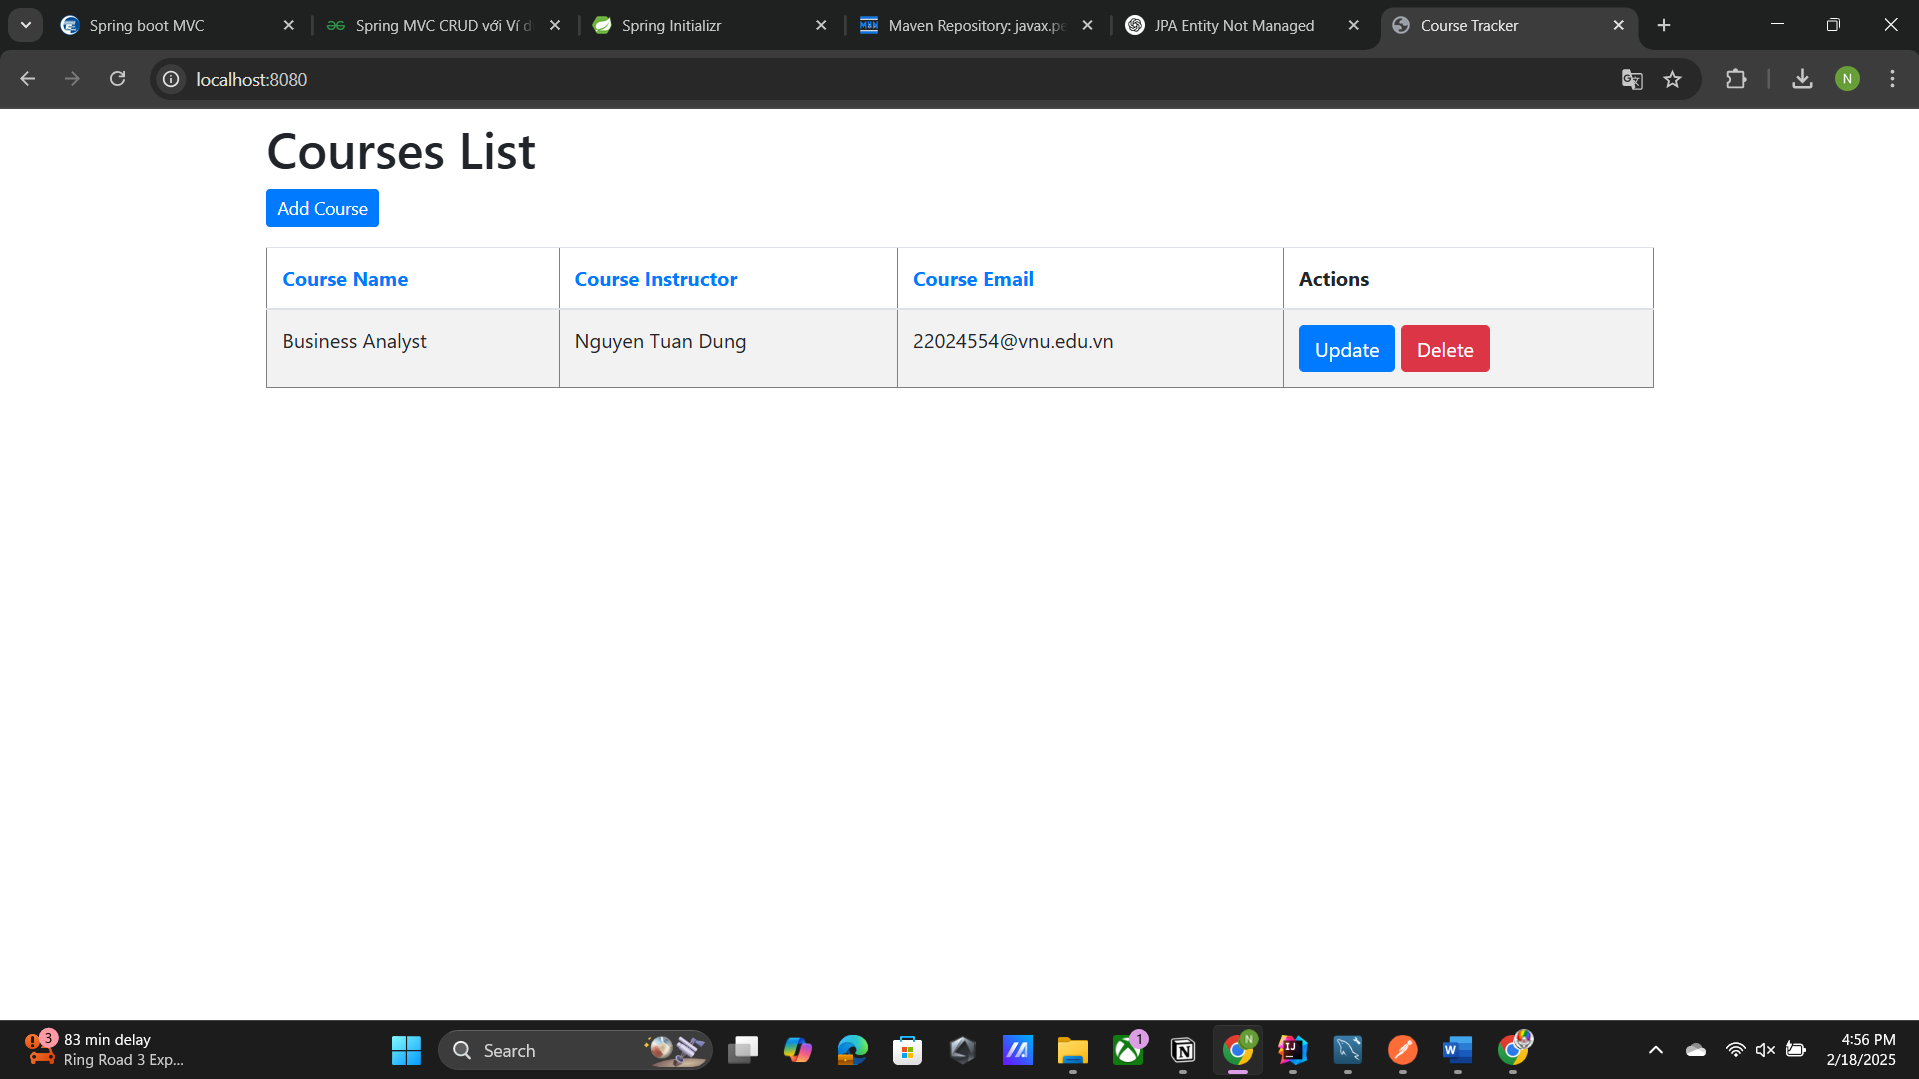 Spring boot MVC
Spring MVC CRUD với Ví d
Spring Initializr
Maven Repository: javax.pe
JPA Entity Not Managed
Course Tracker
localhost:8080
N
Courses List
Add Course
Course Name Course Instructor Course Email Actions
Business Analyst Nguyen Tuan Dung 22024554@vnu.edu.vn Update Delete
3
83 min delay
Ring Road 3 Exp...
Search
1
N
4:56 PM
2/18/2025